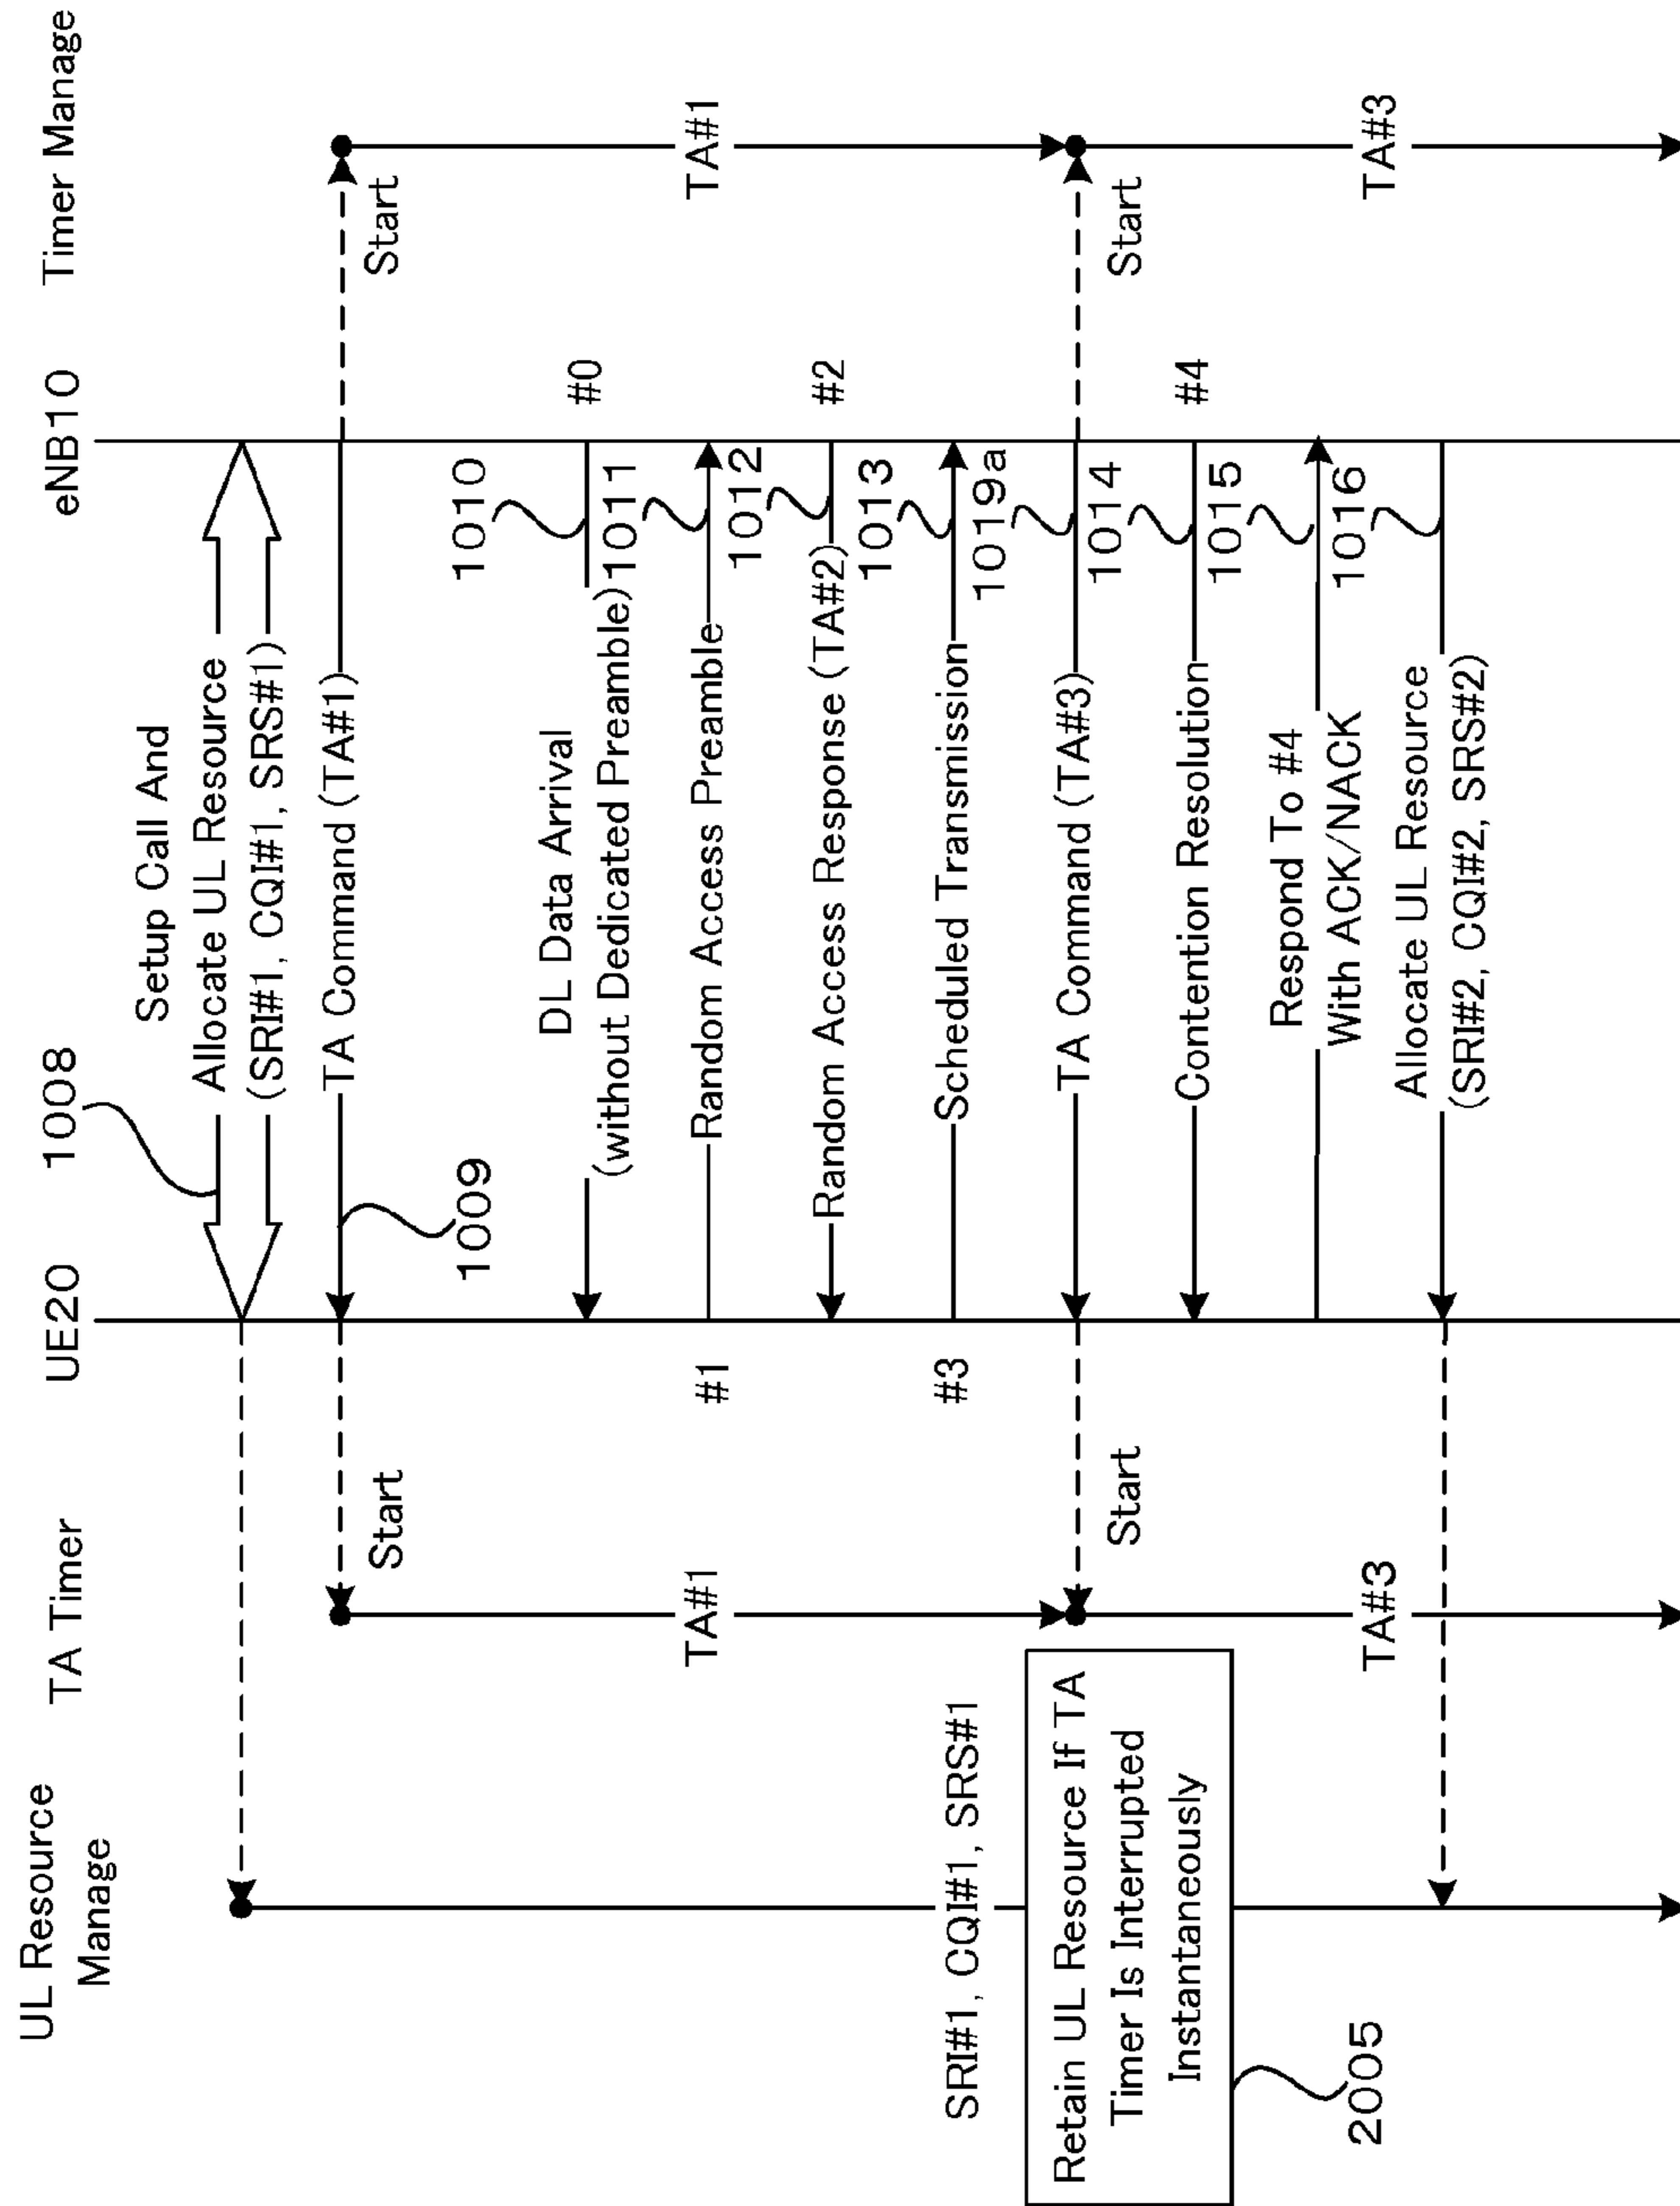 UL Resource
Manage
TA Timer
UE20
1008
eNB10
Timer Manage
Setup Call And
Allocate UL Resource
(SRI#1, CQI#1, SRS#1)
TA Command (TA#1)
1009
Start
Start
1010
DL Data Arrival
(without Dedicated Preamble)
#0
1011
#1
Random Access Preamble
TA#1
TA#1
1012
Random Access Response (TA#2)
#2
1013
#3
Scheduled Transmission
SRI#1, CQI#1, SRS#1
1019a
TA Command (TA#3)
Start
Start
Retain UL Resource If TA
Timer Is Interrupted
Instantaneously
2005
1014
Contention Resolution
#4
1015
Respond To #4
With ACK/NACK
TA#3
TA#3
1016
Allocate UL Resource
(SRI#2, CQI#2, SRS#2)